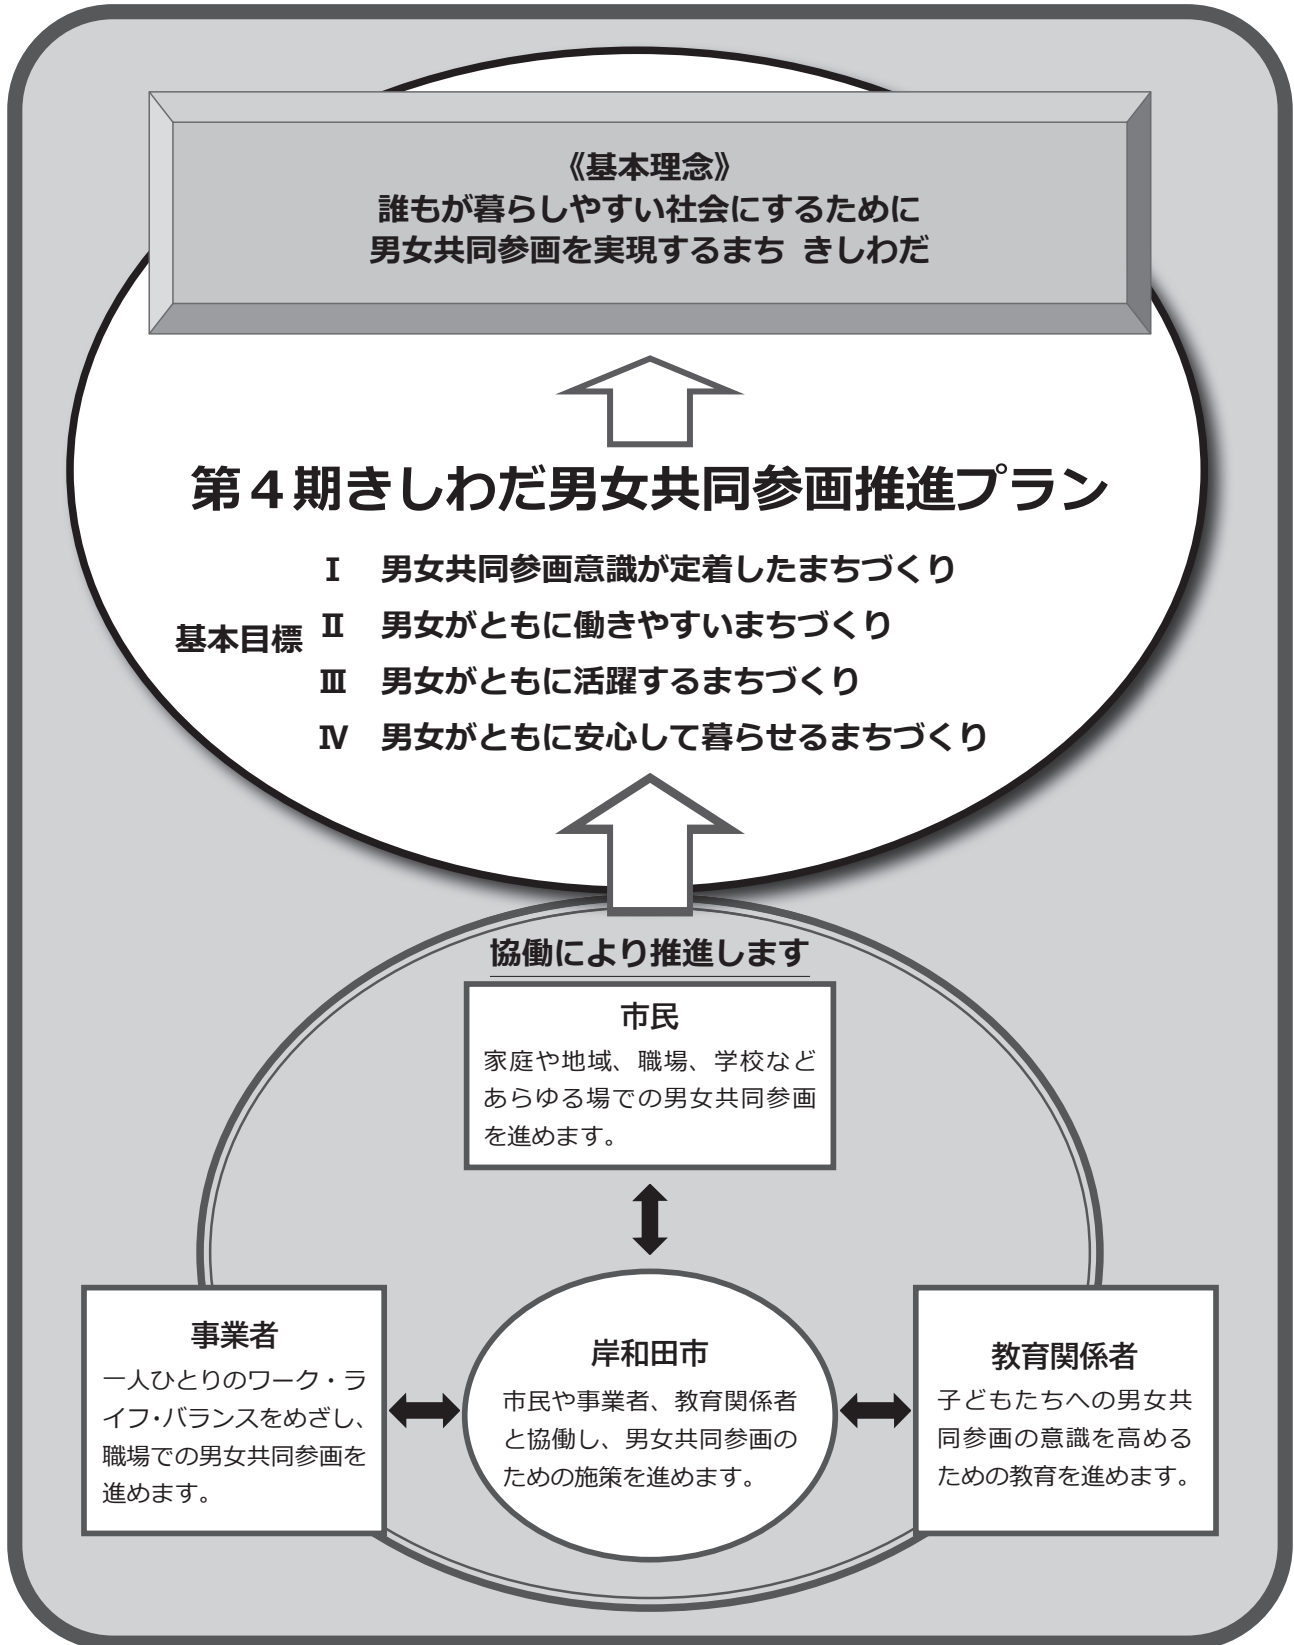 《基本理念》
誰もが暮らしやすい社会にするために
男女共同参画を実現するまち きしわだ
第４期きしわだ男女共同参画推進プラン
基本目標
Ⅰ 男女共同参画意識が定着したまちづくり
Ⅱ 男女がともに働きやすいまちづくり
Ⅲ 男女がともに活躍するまちづくり
Ⅳ 男女がともに安心して暮らせるまちづくり
協働により推進します
市民
家庭や地域、職場、学校など
あらゆる場での男女共同参画
を進めます。
事業者
一人ひとりのワーク・ラ
イフ・バランスをめざし、
職場での男女共同参画を
進めます。
岸和田市
市民や事業者、教育関係者
と協働し、男女共同参画の
ための施策を進めます。
教育関係者
子どもたちへの男女共
同参画の意識を高める
ための教育を進めます。